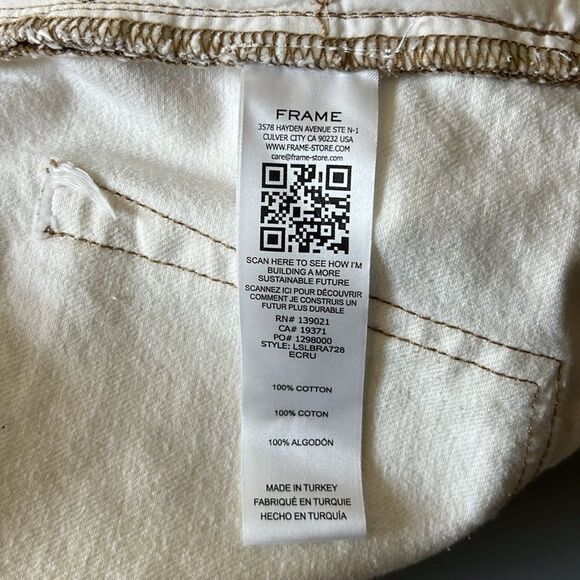 FRAME
3578 HAYDEN AVENUE STE N-1
CULVER CITY CA 90232 USA
WWW.FRAME-STORE.COM
care@frame-store.com
SCAN HERE TO SEE HOW I'M
BUILDING A MORE
SUSTAINABLE FUTURE
SCANNEZ ICI POUR DÉCOUVRIR
COMMENT JE CONSTRUIS UN
FUTUR PLUS DURABLE
RN# 139021
CA# 19371
PO# 1298000
STYLE: LSLBRA728
ECRU
100% COTTON
100% COTON
100% ALGODÓN
MADE IN TURKEY
FABRIQUÉ EN TURQUIE
HECHO EN TURQUÍA